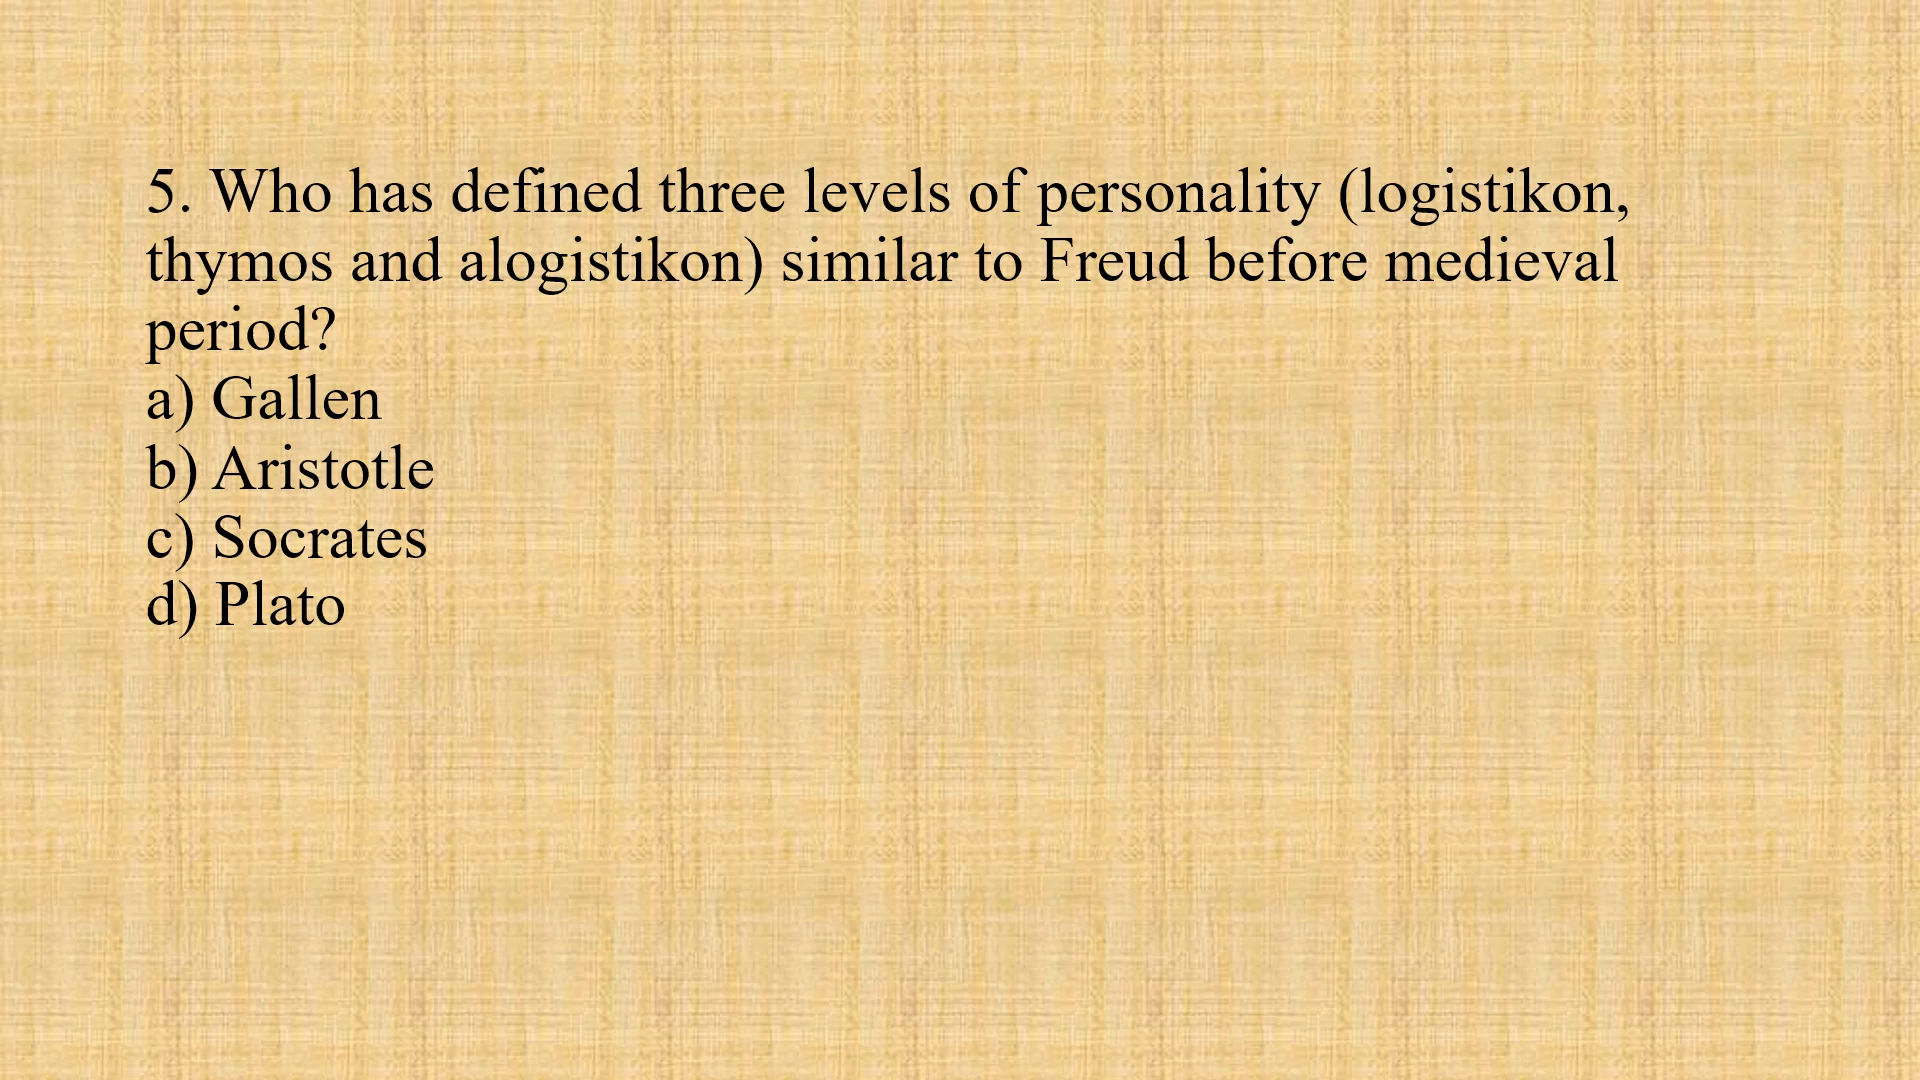 5. Who has defined three levels of personality (logistikon,
thymos and alogistikon) similar to Freud before medieval
period?
a) Gallen
b) Aristotle
c) Socrates
d) Plato